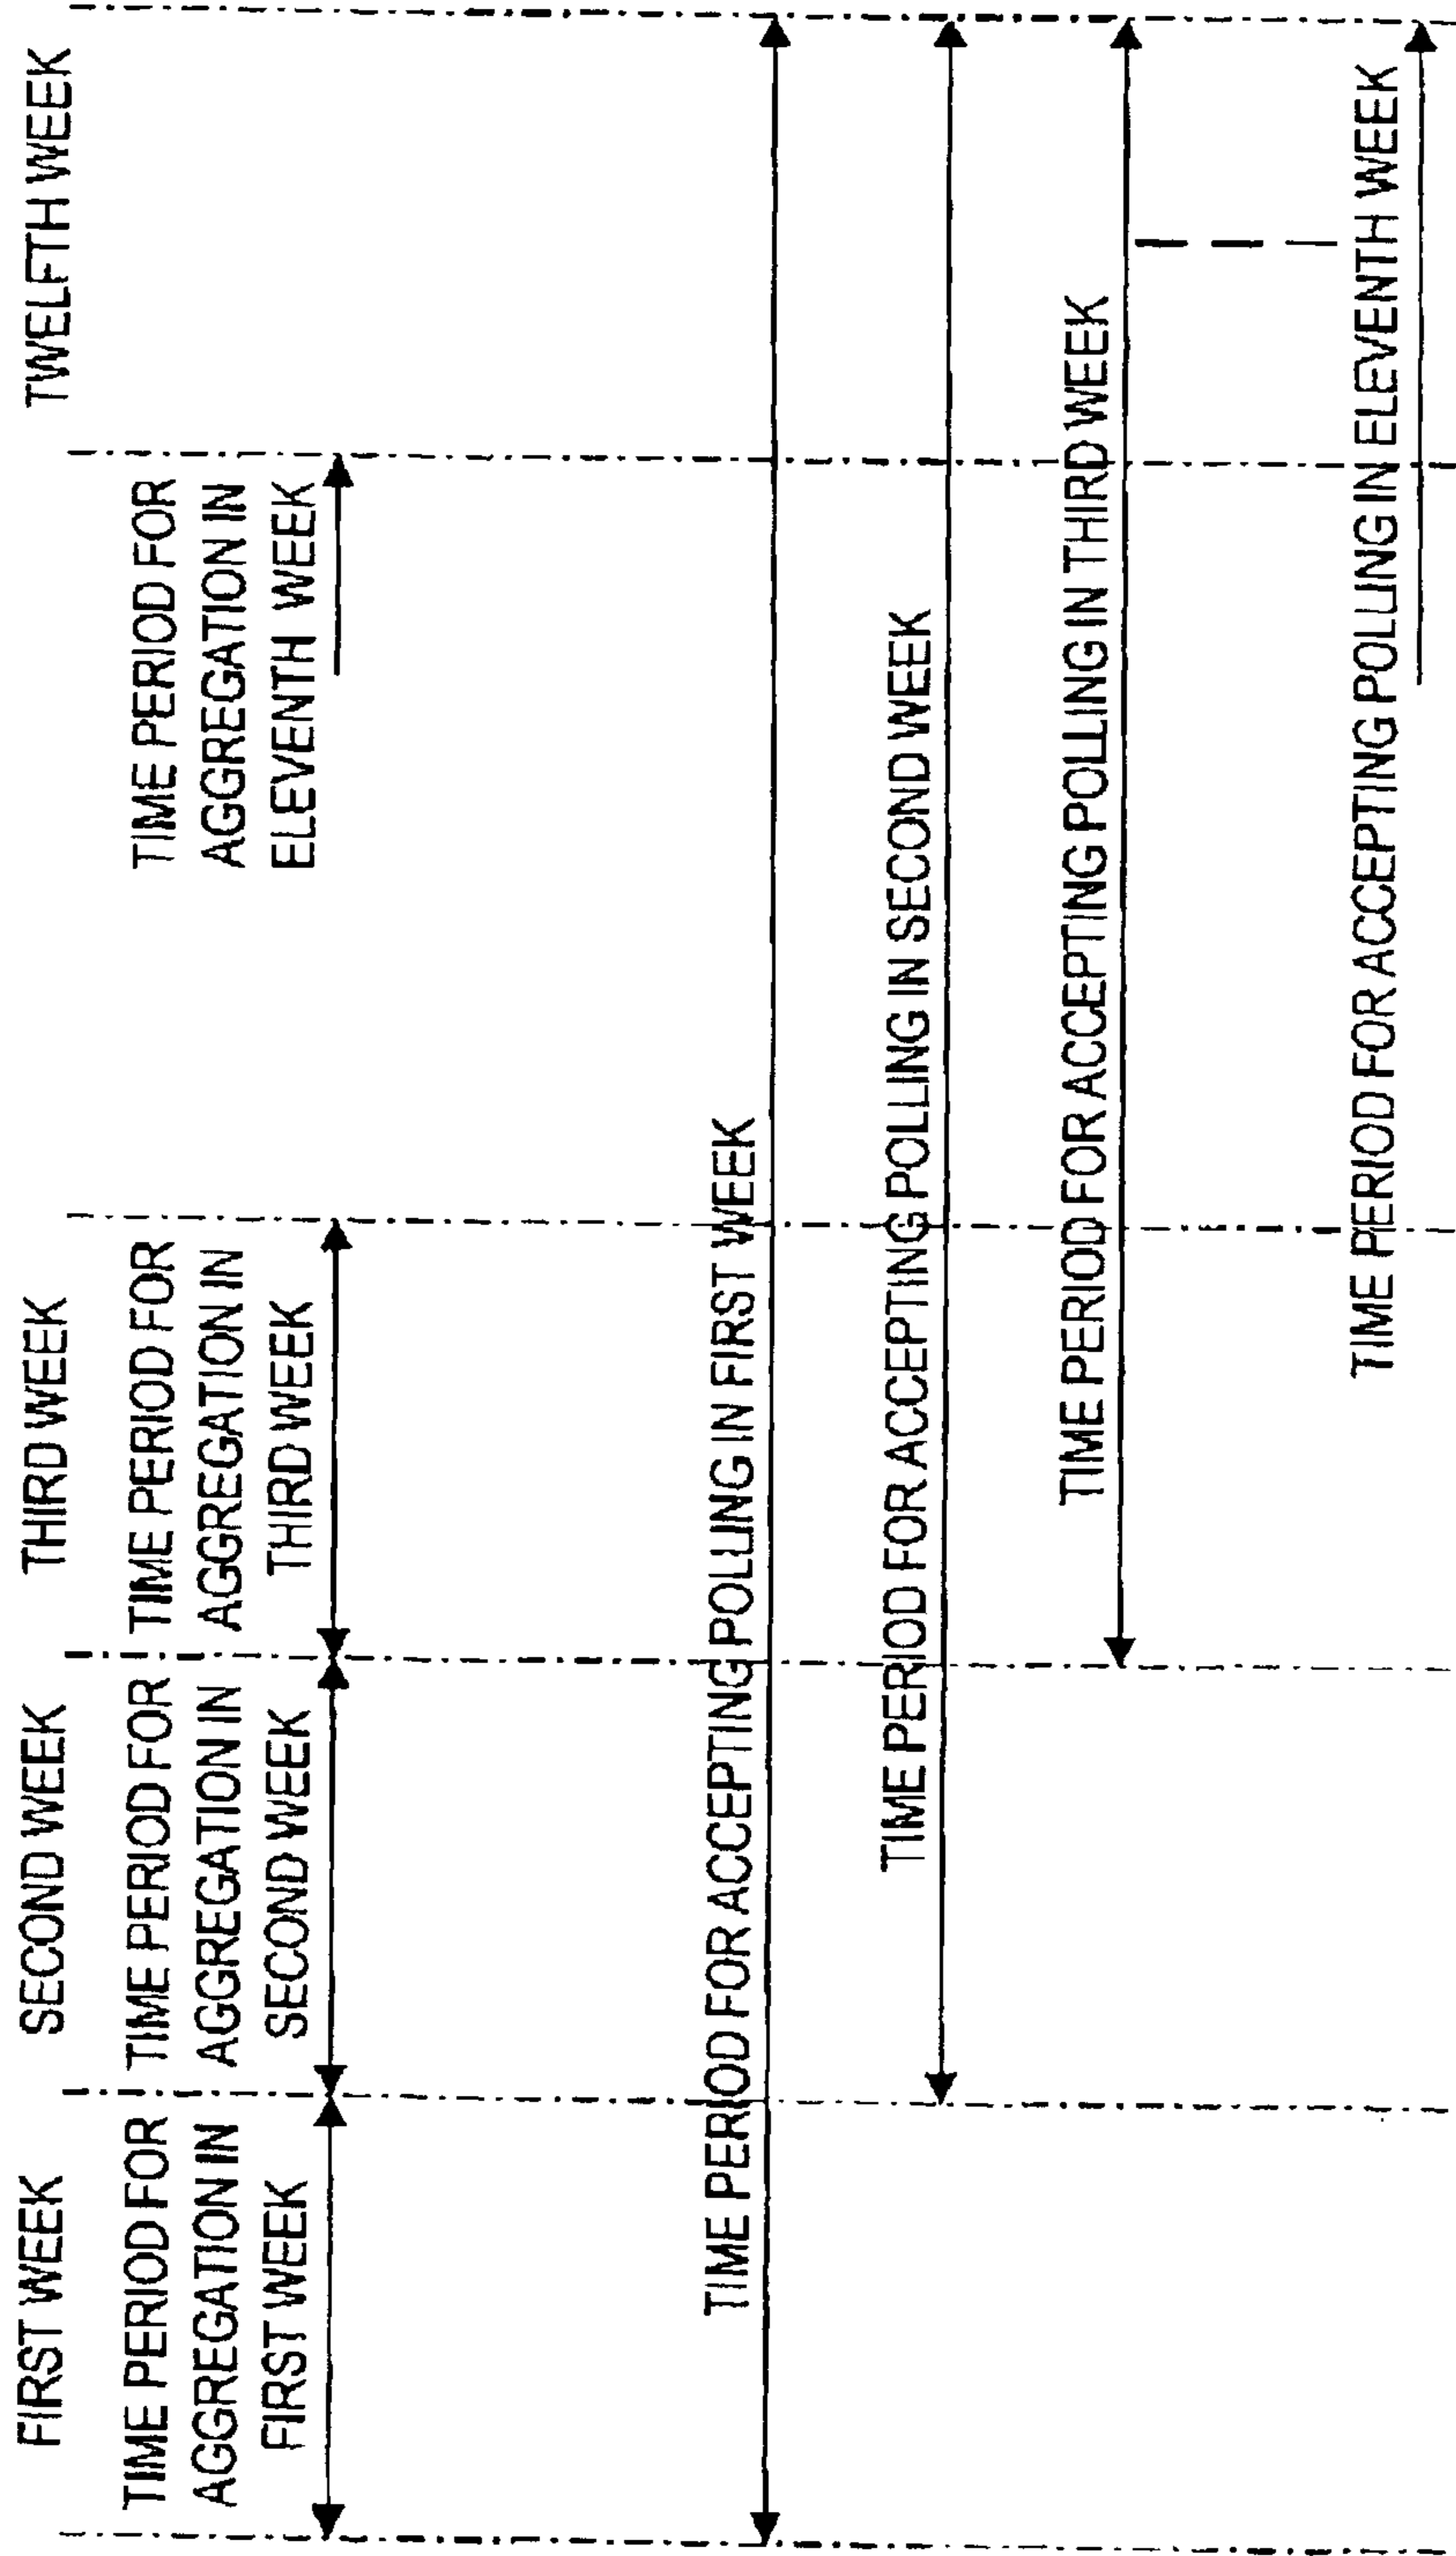 FIRST WEEK
SECOND WEEK
THIRD WEEK
TWELFTH WEEK
TIME PERIOD FOR
AGGREGATION IN
FIRST WEEK
TIME PERIOD FOR
AGGREGATION IN
SECOND WEEK
TIME PERIOD FOR
AGGREGATION IN
THIRD WEEK
TIME PERIOD FOR
AGGREGATION IN
ELEVENTH WEEK
TIME PERIOD FOR ACCEPTING POLLING IN FIRST WEEK
TIME PERIOD FOR ACCEPTING POLLING IN SECOND WEEK
TIME PERIOD FOR ACCEPTING POLLING IN THIRD WEEK
TIME PERIOD FOR ACCEPTING POLLING IN ELEVENTH WEEK